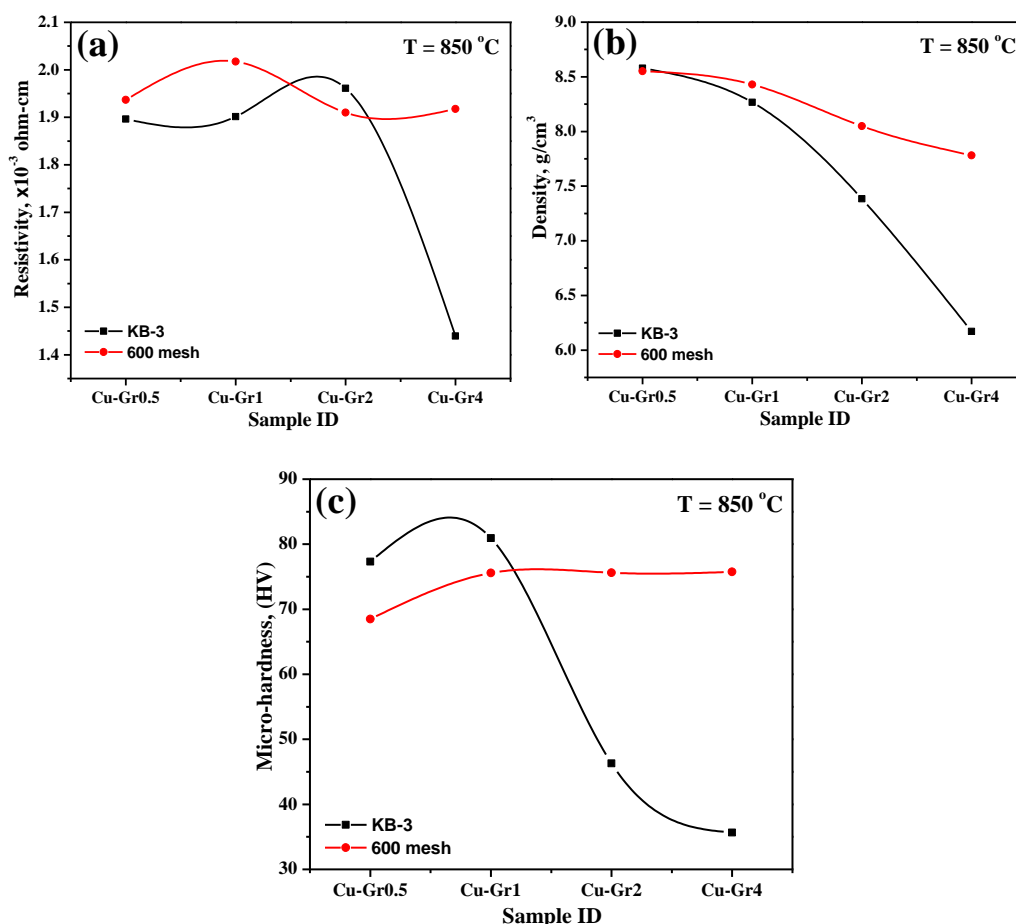 (a)
T = 850 °C
2.1
2.0
1.9
1.8
1.7
1.6
1.5
1.4
Resistivity, x10⁻³ ohm-cm
KB-3
600 mesh
Cu-Gr0.5 Cu-Gr1 Cu-Gr2 Cu-Gr4
Sample ID
(b)
T = 850 °C
9.0
8.5
8.0
7.5
7.0
6.5
6.0
Density, g/cm³
KB-3
600 mesh
Cu-Gr0.5 Cu-Gr1 Cu-Gr2 Cu-Gr4
Sample ID
(c)
T = 850 °C
90
80
70
60
50
40
30
Micro-hardness, (HV)
KB-3
600 mesh
Cu-Gr0.5 Cu-Gr1 Cu-Gr2 Cu-Gr4
Sample ID